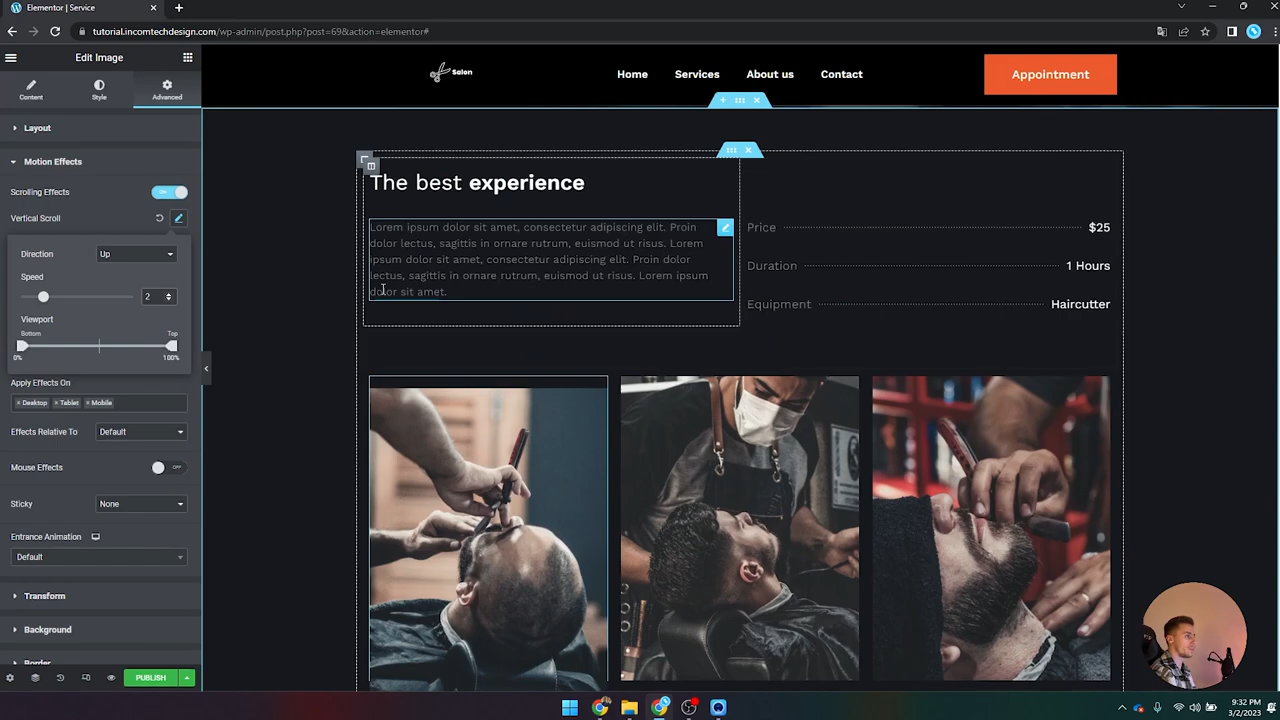 Elementor | Service
tutorial.incomtechdesign.com/wp-admin/post.php?post=69&action=elementor#
Edit Image
Content
Style
Advanced
Layout
Motion Effects
Scrolling Effects
ON
Vertical Scroll
Direction
Up
Speed
2
Viewport
Bottom
Top
0%
100%
Apply Effects On
× Desktop × Tablet × Mobile
Effects Relative To
Default
Mouse Effects
OFF
Sticky
None
Entrance Animation
Default
Transform
Background
Border
PUBLISH
Salon
Home
Services
About us
Contact
Appointment
The best experience
Lorem ipsum dolor sit amet, consectetur adipiscing elit. Proin
dolor lectus, sagittis in ornare rutrum, euismod ut risus. Lorem
ipsum dolor sit amet, consectetur adipiscing elit. Proin dolor
lectus, sagittis in ornare rutrum, euismod ut risus. Lorem ipsum
dolor sit amet.
Price $25
Duration 1 Hours
Equipment Haircutter
9:32 PM
3/2/2023